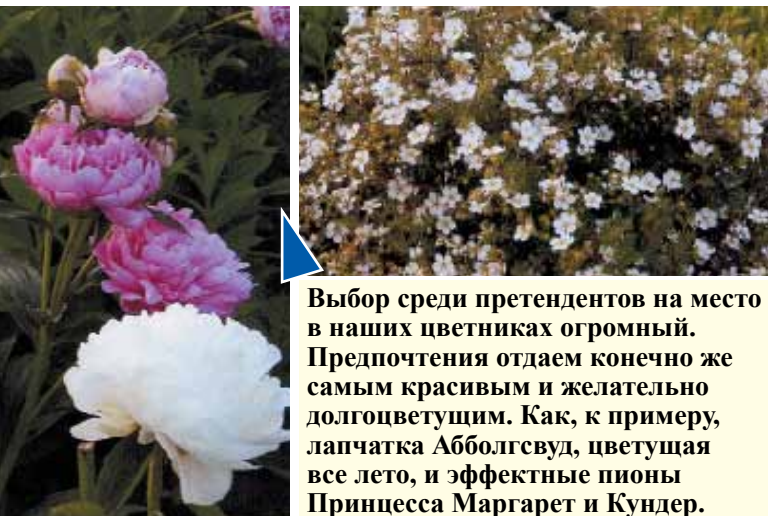 Выбор среди претендентов на место
в наших цветниках огромный.
Предпочтения отдаем конечно же
самым красивым и желательно
долгоцветущим. Как, к примеру,
лапчатка Абболгсвуд, цветущая
все лето, и эффектные пионы
Принцесса Маргарет и Кундер.